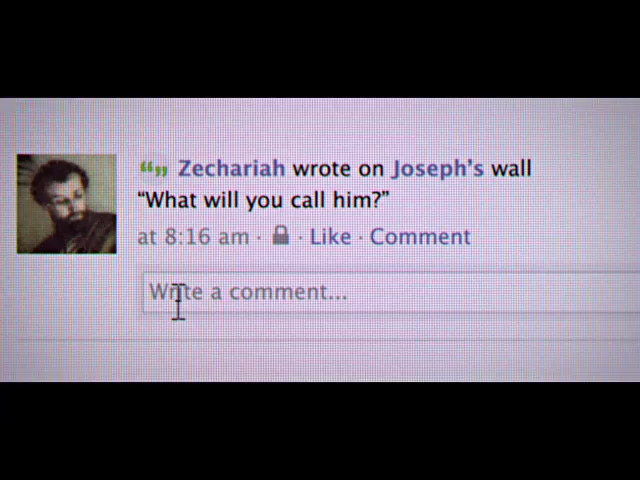 Zechariah wrote on Joseph's wall
“What will you call him?”
at 8:16 am · · Like · Comment
Write a comment...